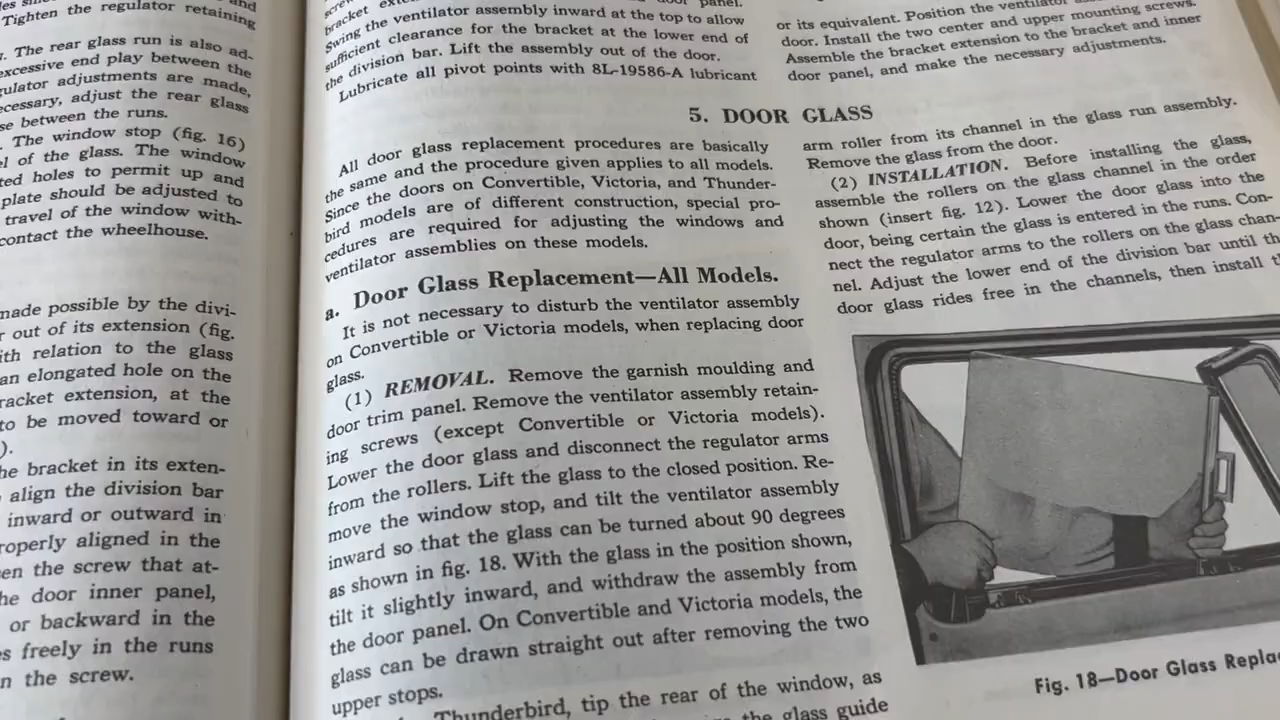 and
Tighten the regulator retaining
The rear glass run is also ad-
excessive end play between the
adjustments are made,
adjust the rear glass
between the runs.
The window stop (fig. 16)
of the glass. The window
holes to permit up and
plate should be adjusted to
travel of the window with-
contact the wheelhouse.
made possible by the divi-
out of its extension (fig.
relation to the glass
an elongated hole on the
extension, at the
to be moved toward or
).
bracket in its exten-
align the division bar
inward or outward in
aligned in the
the screw that at-
door inner panel,
or backward in the
freely in the runs
the screw.
panel.
Swing the ventilator assembly inward at the top to allow
sufficient clearance for the bracket at the lower end of
the division bar. Lift the assembly out of the door.
Lubricate all pivot points with 8L-19586-A lubricant
or its equivalent. Position the ventilator
door. Install the two center and upper mounting screws.
Assemble the bracket extension to the bracket and inner
door panel, and make the necessary adjustments.
5. DOOR GLASS
All door glass replacement procedures are basically
the same and the procedure given applies to all models.
Since the doors on Convertible, Victoria, and Thunder-
bird models are of different construction, special pro-
cedures are required for adjusting the windows and
ventilator assemblies on these models.
a. Door Glass Replacement—All Models.
It is not necessary to disturb the ventilator assembly
on Convertible or Victoria models, when replacing door
glass.
(1) REMOVAL. Remove the garnish moulding and
door trim panel. Remove the ventilator assembly retain-
ing screws (except Convertible or Victoria models).
Lower the door glass and disconnect the regulator arms
from the rollers. Lift the glass to the closed position. Re-
move the window stop, and tilt the ventilator assembly
inward so that the glass can be turned about 90 degrees
as shown in fig. 18. With the glass in the position shown,
tilt it slightly inward, and withdraw the assembly from
the door panel. On Convertible and Victoria models, the
glass can be drawn straight out after removing the two
upper stops.
Thunderbird, tip the rear of the window, as
the glass guide
arm roller from its channel in the glass run assembly.
Remove the glass from the door.
(2) INSTALLATION. Before installing the glass,
assemble the rollers on the glass channel in the order
shown (insert fig. 12). Lower the door glass into the
door, being certain the glass is entered in the runs. Con-
nect the regulator arms to the rollers on the glass chan-
nel. Adjust the lower end of the division bar until
door glass rides free in the channels, then install
Fig. 18—Door Glass